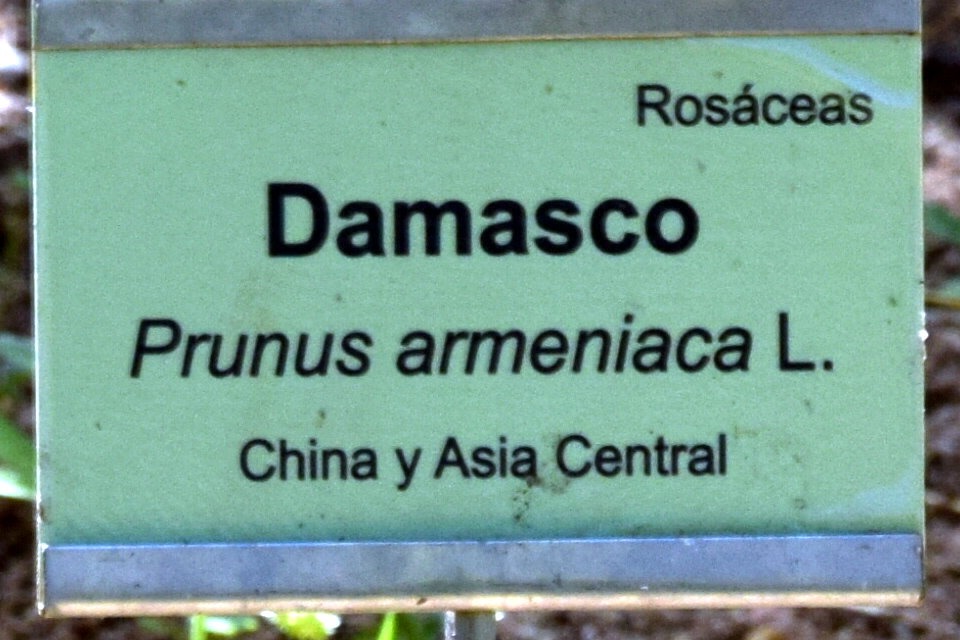 Rosáceas
Damasco
Prunus armeniaca L.
China y Asia Central